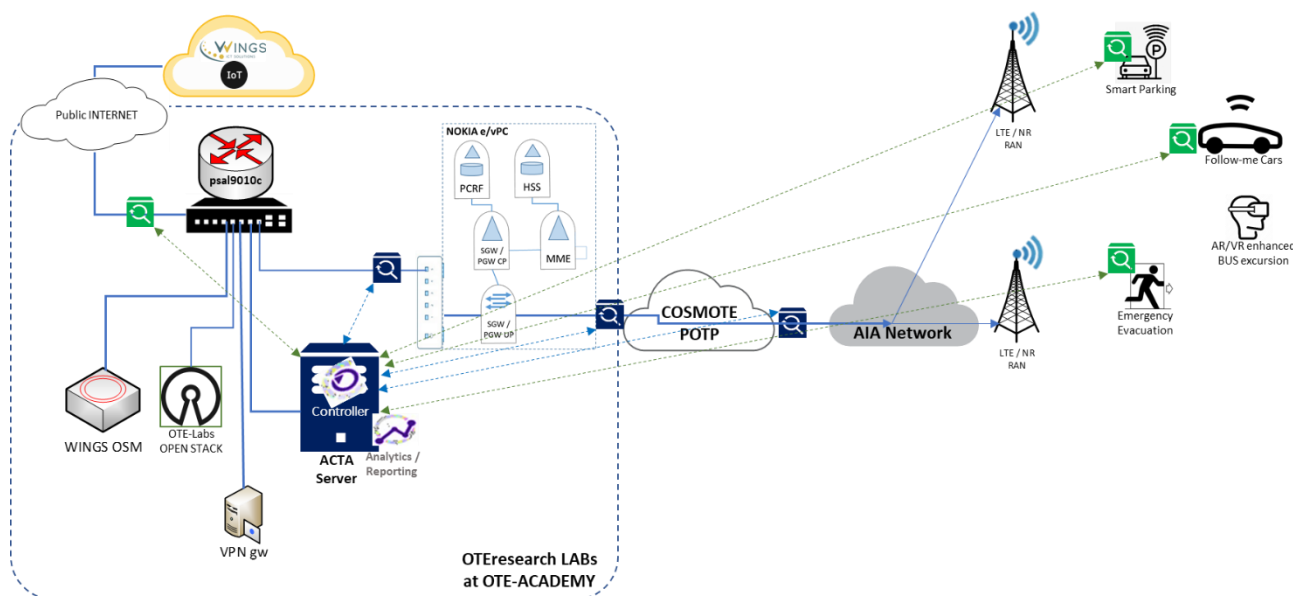 WINGS
ICT SOLUTIONS
IoT
Public INTERNET
psal9010c
NOKIA e/vPC
PCRF
HSS
SGW /
PGW CP
MME
SGW /
PGW UP
LTE / NR
RAN
P
Smart Parking
Follow-me Cars
AR/VR enhanced
BUS excursion
COSMOTE
POTP
AIA Network
LTE / NR
RAN
Emergency
Evacuation
WINGS OSM
OTE-Labs
OPEN STACK
Controller
ACTA
Server
Analytics /
Reporting
VPN gw
OTEresearch LABs
at OTE-ACADEMY